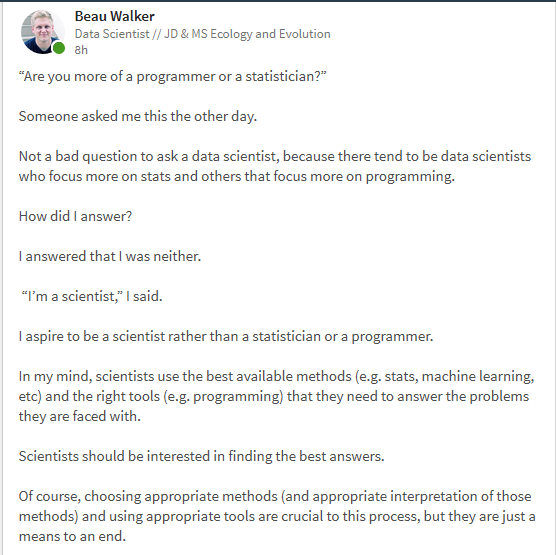 Beau Walker
Data Scientist // JD & MS Ecology and Evolution
8h
“Are you more of a programmer or a statistician?”
Someone asked me this the other day.
Not a bad question to ask a data scientist, because there tend to be data scientists
who focus more on stats and others that focus more on programming.
How did I answer?
I answered that I was neither.
“I’m a scientist,” I said.
I aspire to be a scientist rather than a statistician or a programmer.
In my mind, scientists use the best available methods (e.g. stats, machine learning,
etc) and the right tools (e.g. programming) that they need to answer the problems
they are faced with.
Scientists should be interested in finding the best answers.
Of course, choosing appropriate methods (and appropriate interpretation of those
methods) and using appropriate tools are crucial to this process, but they are just a
means to an end.